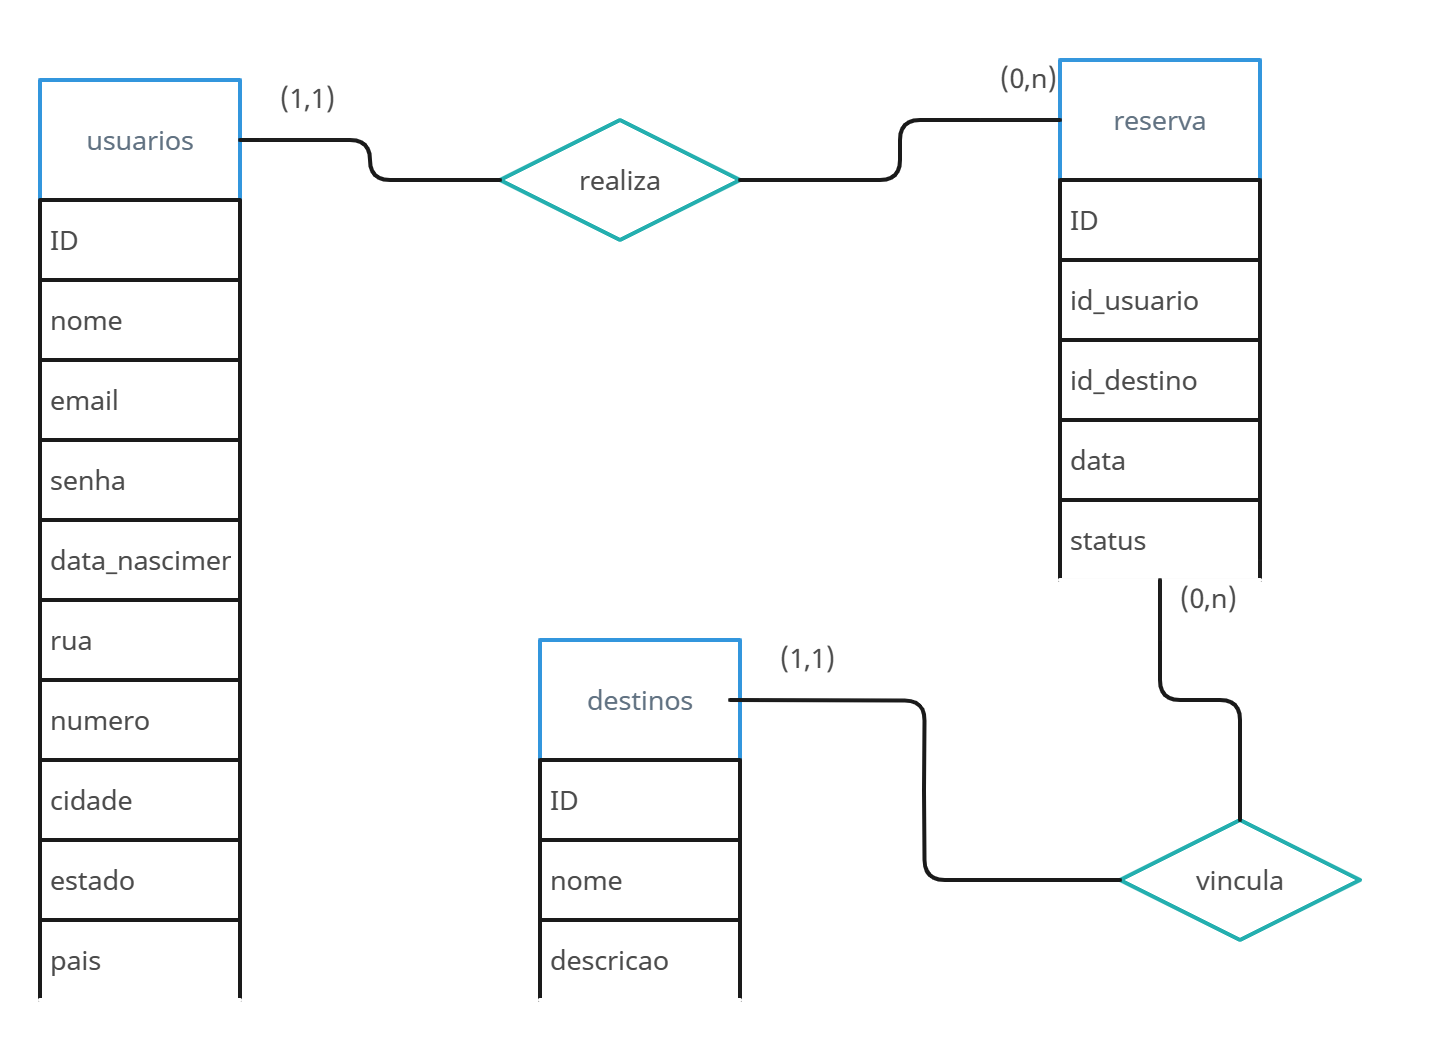 usuarios
ID
nome
email
senha
data_nascimer
rua
numero
cidade
estado
pais
(1,1)
realiza
(0,n)
reserva
ID
id_usuario
id_destino
data
status
(0,n)
destinos
ID
nome
descricao
(1,1)
vincula